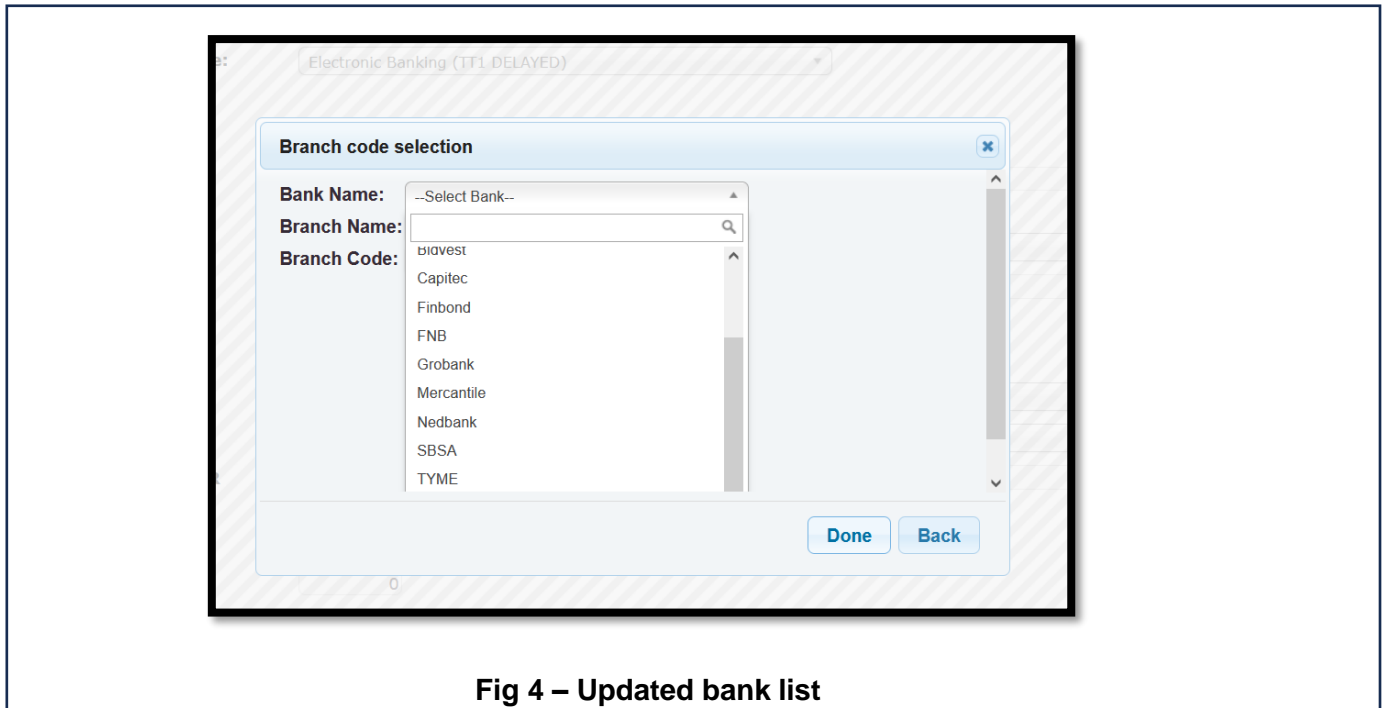 e:
Electronic Banking (TT1 DELAYED)
Branch code selection
Bank Name:
--Select Bank--
Branch Name:
Branch Code:
Bidvest
Capitec
Finbond
FNB
Grobank
Mercantile
Nedbank
SBSA
TYME
Done
Back
0
Fig 4 – Updated bank list